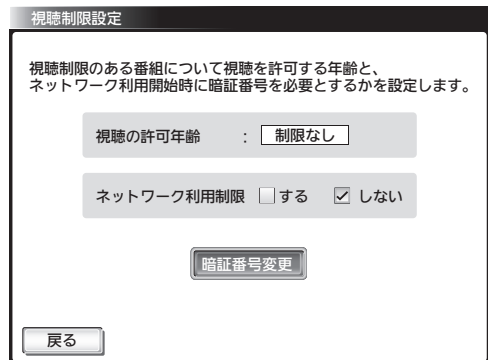 視聴制限設定
視聴制限のある番組について視聴を許可する年齢と、
ネットワーク利用開始時に暗証番号を必要とするかを設定します。
視聴の許可年齢 : 制限なし
ネットワーク利用制限 する しない
暗証番号変更
戻る